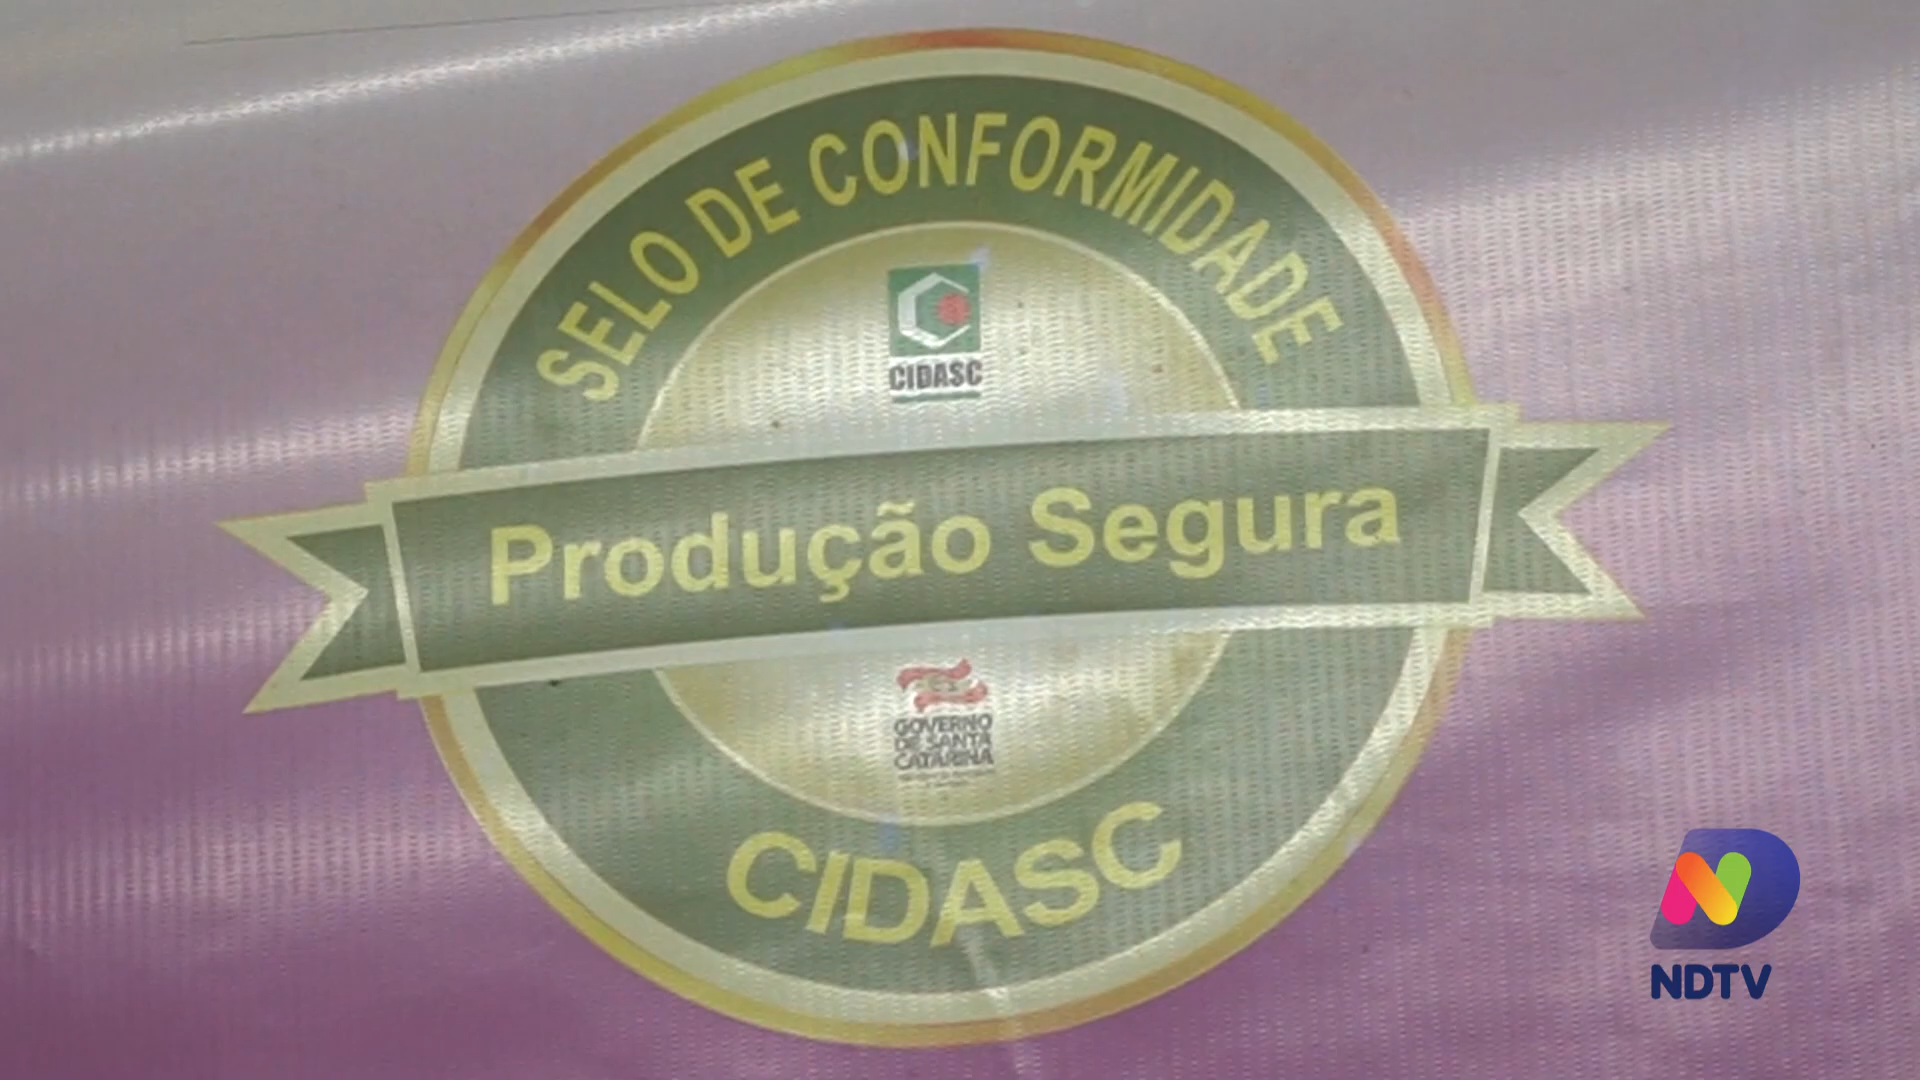 SELO DE CONFORMIDADE
CIDASC
Produção Segura
GOVERNO
DE SANTA
CATARINA
CIDASC
NDTV